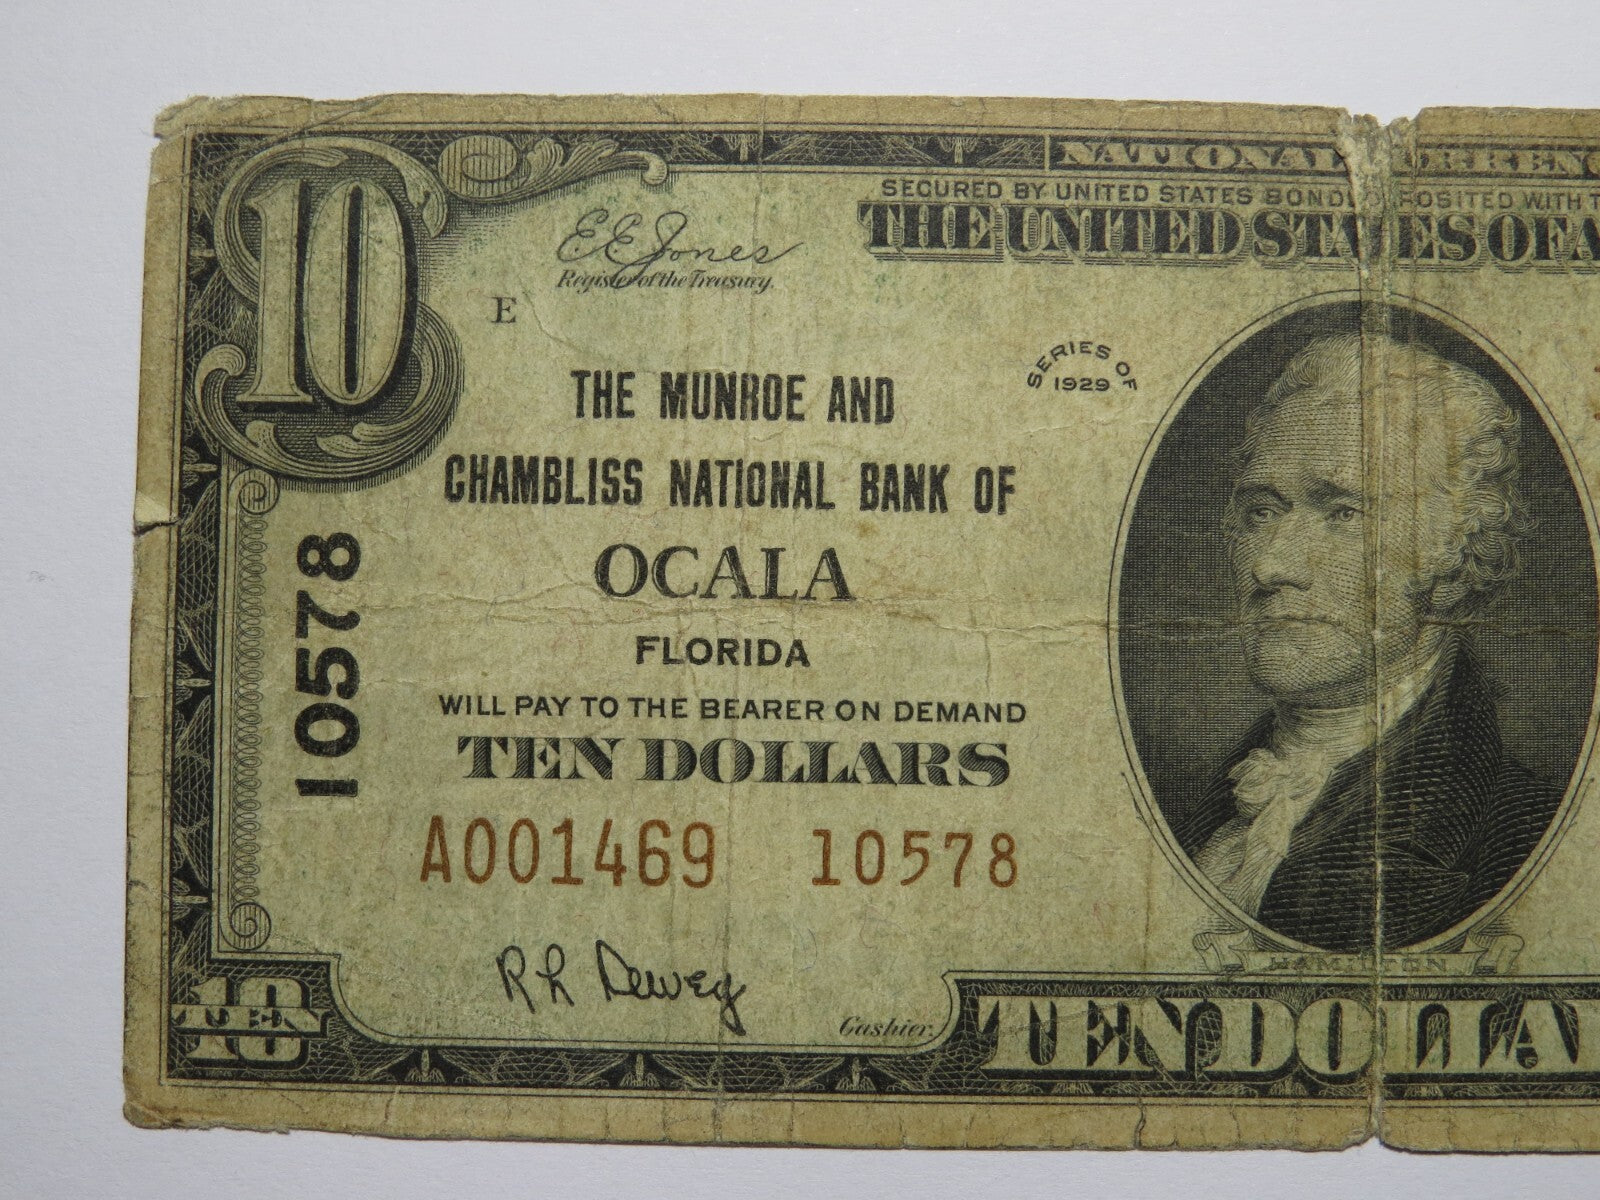 10
NATIONAL
SECURED BY UNITED STATES BONDS DEPOSITED WITH
THE UNITED STATES OF A
E E Jones
Register of the Treasury.
E
SERIES OF
1929
THE MUNROE AND
CHAMBLISS NATIONAL BANK OF
OCALA
FLORIDA
WILL PAY TO THE BEARER ON DEMAND
TEN DOLLARS
10578
A001469 10578
R L Dewey
Cashier.
HAMILTON
10
TEN
TEN DOLLA